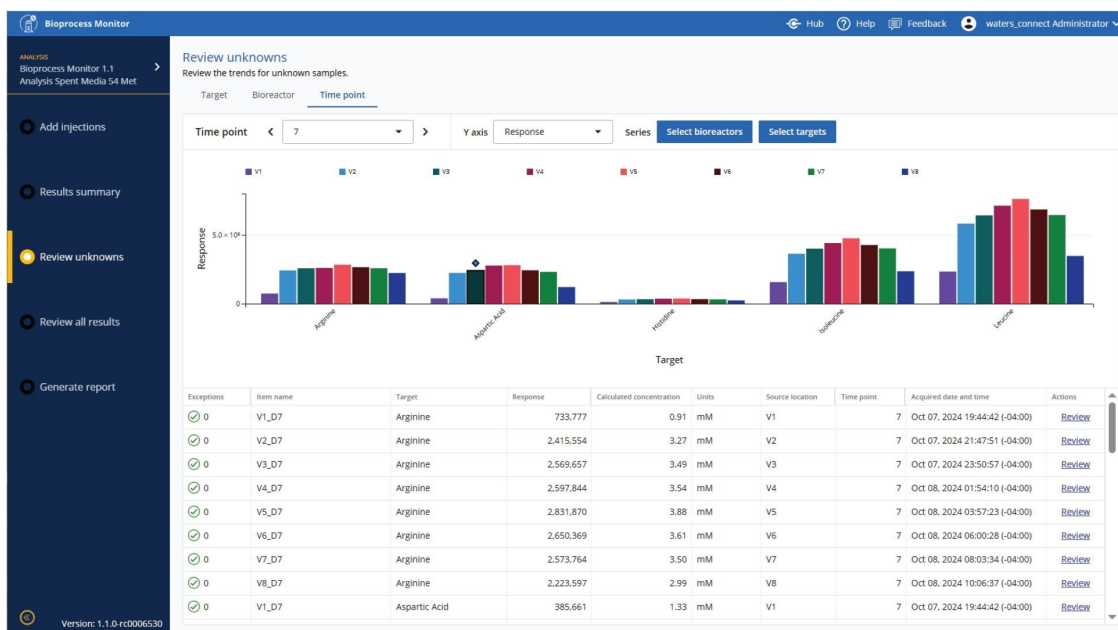 Bioprocess Monitor
Hub Help Feedback waters_connect Administrator
ANALYSIS
Bioprocess Monitor 1.1
Analysis Spent Media 54 Met
Add injections
Results summary
Review unknowns
Review all results
Generate report
Version: 1.1.0-rc0006530
Review unknowns
Review the trends for unknown samples.
Target Bioreactor Time point
Time point 7 Y axis Response Series Select bioreactors Select targets
V1 V2 V3 V4 V5 V6 V7 V8
Response
5.0 × 10⁶
0
Arginine Aspartic Acid Histidine Isoleucine Leucine
Target
Exceptions Item name Target Response Calculated concentration Units Source location Time point Acquired date and time Actions
0 V1_D7 Arginine 733,777 0.91 mM V1 7 Oct 07, 2024 19:44:42 (-04:00) Review
0 V2_D7 Arginine 2,415,554 3.27 mM V2 7 Oct 07, 2024 21:47:51 (-04:00) Review
0 V3_D7 Arginine 2,569,657 3.49 mM V3 7 Oct 07, 2024 23:50:57 (-04:00) Review
0 V4_D7 Arginine 2,597,844 3.54 mM V4 7 Oct 08, 2024 01:54:10 (-04:00) Review
0 V5_D7 Arginine 2,831,870 3.88 mM V5 7 Oct 08, 2024 03:57:23 (-04:00) Review
0 V6_D7 Arginine 2,650,369 3.61 mM V6 7 Oct 08, 2024 06:00:28 (-04:00) Review
0 V7_D7 Arginine 2,573,764 3.50 mM V7 7 Oct 08, 2024 08:03:34 (-04:00) Review
0 V8_D7 Arginine 2,223,597 2.99 mM V8 7 Oct 08, 2024 10:06:37 (-04:00) Review
0 V1_D7 Aspartic Acid 385,661 1.33 mM V1 7 Oct 07, 2024 19:44:42 (-04:00) Review